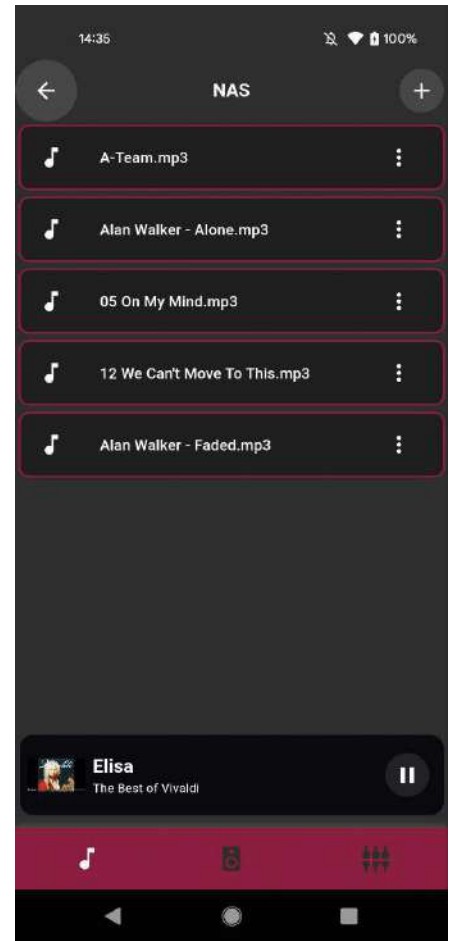 14:35
100%
NAS
A-Team.mp3
Alan Walker - Alone.mp3
05 On My Mind.mp3
12 We Can't Move To This.mp3
Alan Walker - Faded.mp3
Elisa
The Best of Vivaldi